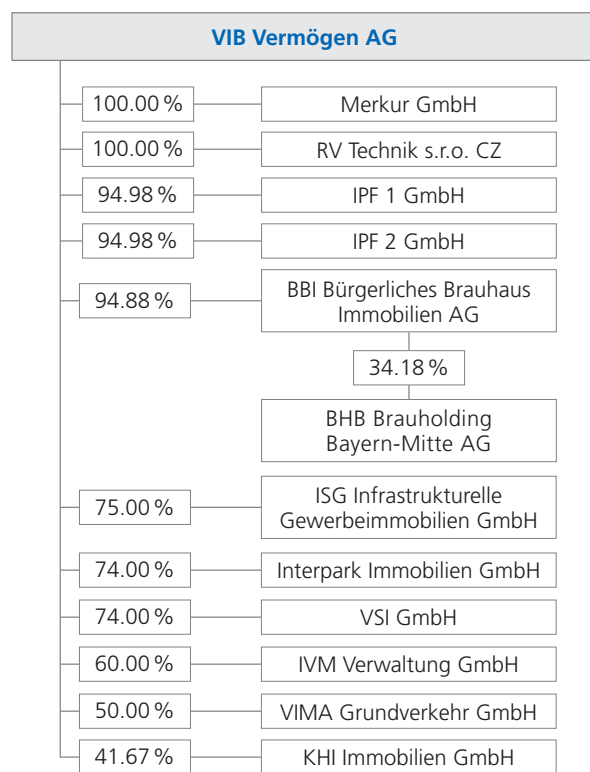 VIB Vermögen AG
100.00 % Merkur GmbH
100.00 % RV Technik s.r.o. CZ
94.98 % IPF 1 GmbH
94.98 % IPF 2 GmbH
94.88 % BBI Bürgerliches Brauhaus
Immobilien AG
34.18 %
BHB Brauholding
Bayern-Mitte AG
75.00 % ISG Infrastrukturelle
Gewerbeimmobilien GmbH
74.00 % Interpark Immobilien GmbH
74.00 % VSI GmbH
60.00 % IVM Verwaltung GmbH
50.00 % VIMA Grundverkehr GmbH
41.67 % KHI Immobilien GmbH